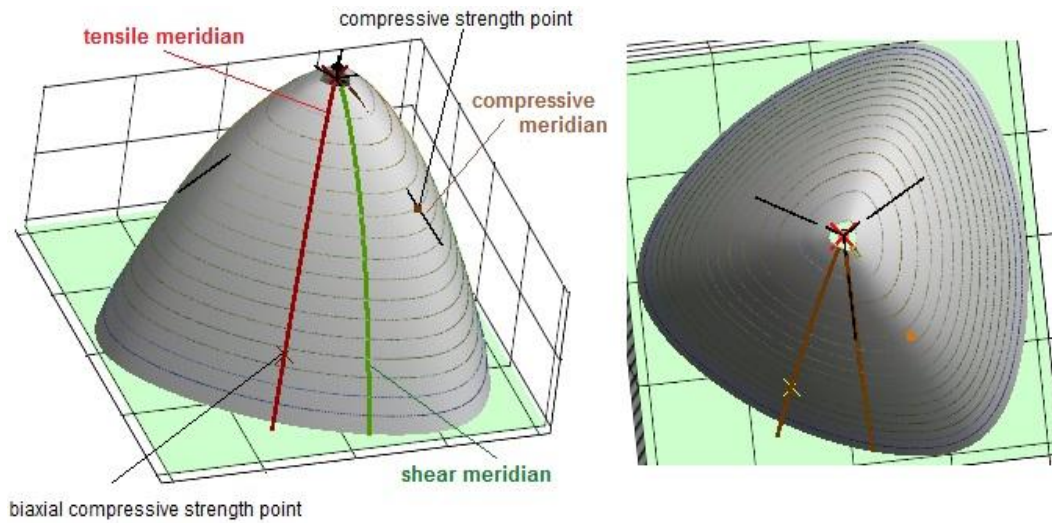 compressive strength point
tensile meridian
compressive
meridian
shear meridian
biaxial compressive strength point